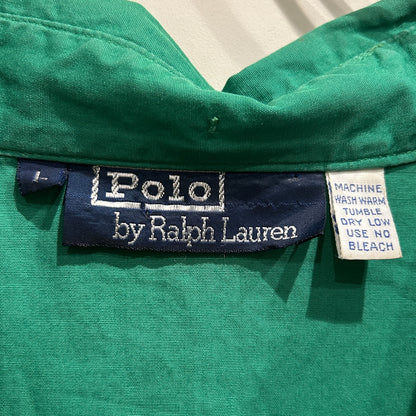 L
Polo
by Ralph Lauren
MACHINE
WASH WARM
TUMBLE
DRY LOW
USE NO
BLEACH